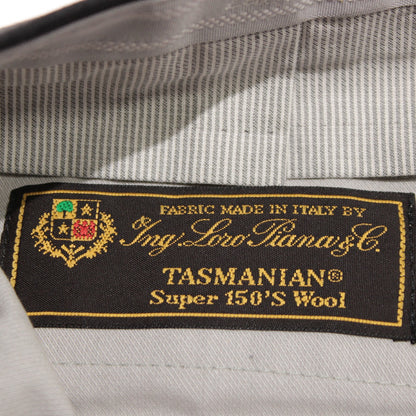 FABRIC MADE IN ITALY BY
Ing. Loro Piana & C.
TASMANIAN®
Super 150'S Wool